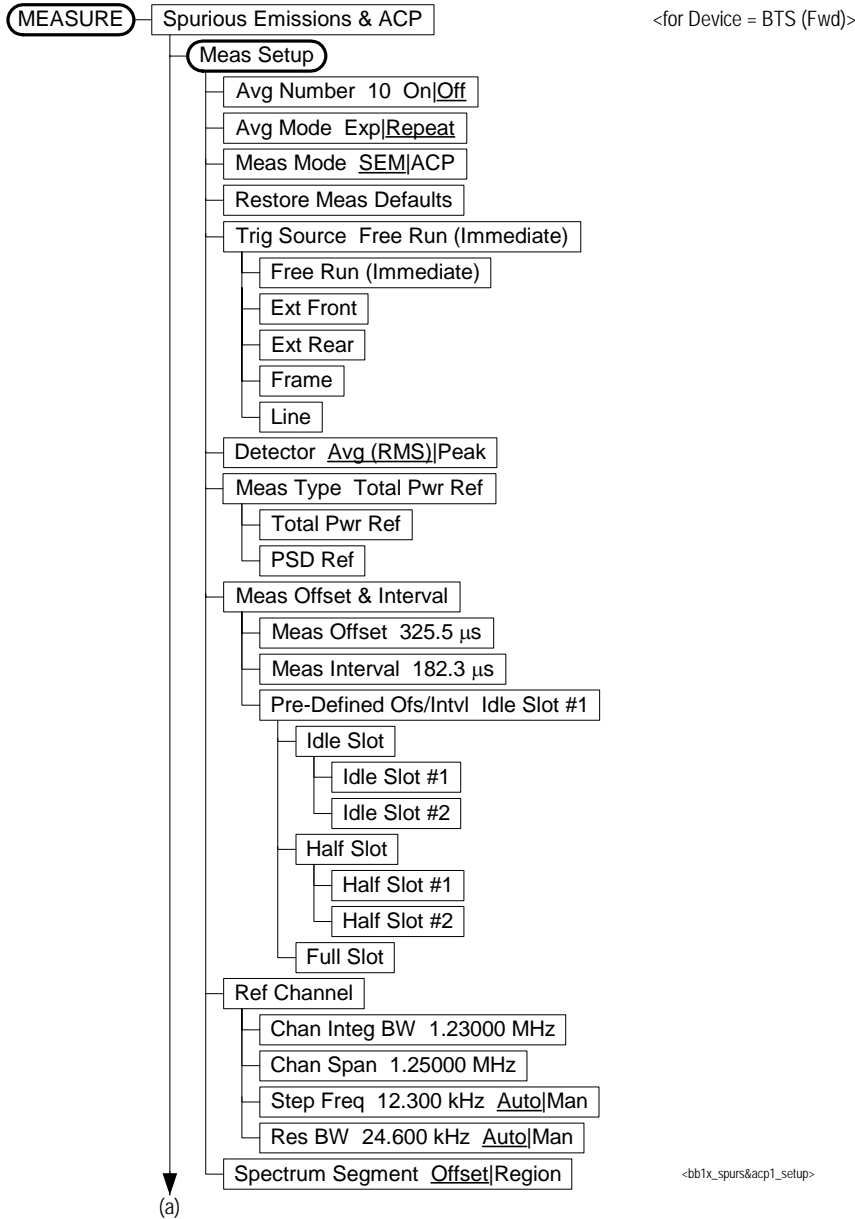 MEASURE Spurious Emissions & ACP <for Device = BTS (Fwd)>
Meas Setup
Avg Number 10 On|Off
Avg Mode Exp|Repeat
Meas Mode SEM|ACP
Restore Meas Defaults
Trig Source Free Run (Immediate)
Free Run (Immediate)
Ext Front
Ext Rear
Frame
Line
Detector Avg (RMS)|Peak
Meas Type Total Pwr Ref
Total Pwr Ref
PSD Ref
Meas Offset & Interval
Meas Offset 325.5 μs
Meas Interval 182.3 μs
Pre-Defined Ofs/Intvl Idle Slot #1
Idle Slot
Idle Slot #1
Idle Slot #2
Half Slot
Half Slot #1
Half Slot #2
Full Slot
Ref Channel
Chan Integ BW 1.23000 MHz
Chan Span 1.25000 MHz
Step Freq 12.300 kHz Auto|Man
Res BW 24.600 kHz Auto|Man
Spectrum Segment Offset|Region <bb1x_spurs&acp1_setup>
(a)